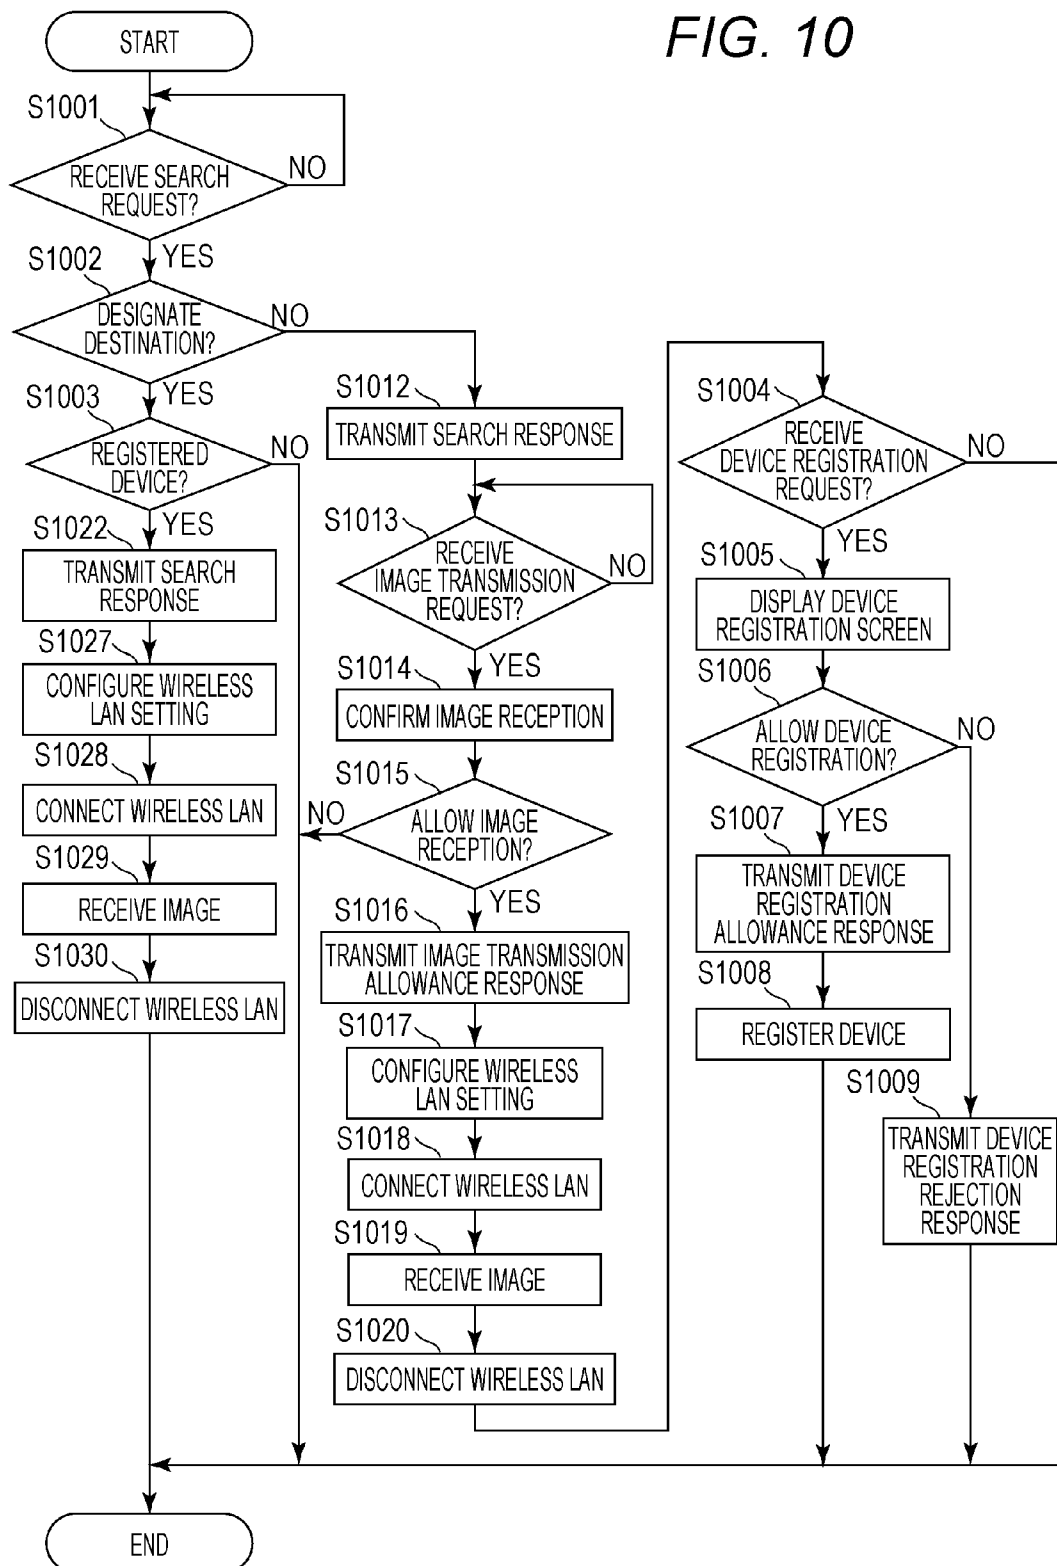 FIG. 10
START
S1001
RECEIVE SEARCH
REQUEST?
NO
YES
S1002
DESIGNATE
DESTINATION?
NO
YES
S1003
REGISTERED
DEVICE?
NO
YES
S1022
TRANSMIT SEARCH
RESPONSE
S1027
CONFIGURE WIRELESS
LAN SETTING
S1028
CONNECT WIRELESS LAN
S1029
RECEIVE IMAGE
S1030
DISCONNECT WIRELESS LAN
S1012
TRANSMIT SEARCH RESPONSE
S1013
RECEIVE
IMAGE TRANSMISSION
REQUEST?
NO
YES
S1014
CONFIRM IMAGE RECEPTION
S1015
NO
ALLOW IMAGE
RECEPTION?
YES
S1016
TRANSMIT IMAGE TRANSMISSION
ALLOWANCE RESPONSE
S1017
CONFIGURE WIRELESS
LAN SETTING
S1018
CONNECT WIRELESS LAN
S1019
RECEIVE IMAGE
S1020
DISCONNECT WIRELESS LAN
S1004
RECEIVE
DEVICE REGISTRATION
REQUEST?
NO
YES
S1005
DISPLAY DEVICE
REGISTRATION SCREEN
S1006
ALLOW DEVICE
REGISTRATION?
NO
YES
S1007
TRANSMIT DEVICE
REGISTRATION
ALLOWANCE RESPONSE
S1008
REGISTER DEVICE
S1009
TRANSMIT DEVICE
REGISTRATION
REJECTION
RESPONSE
END